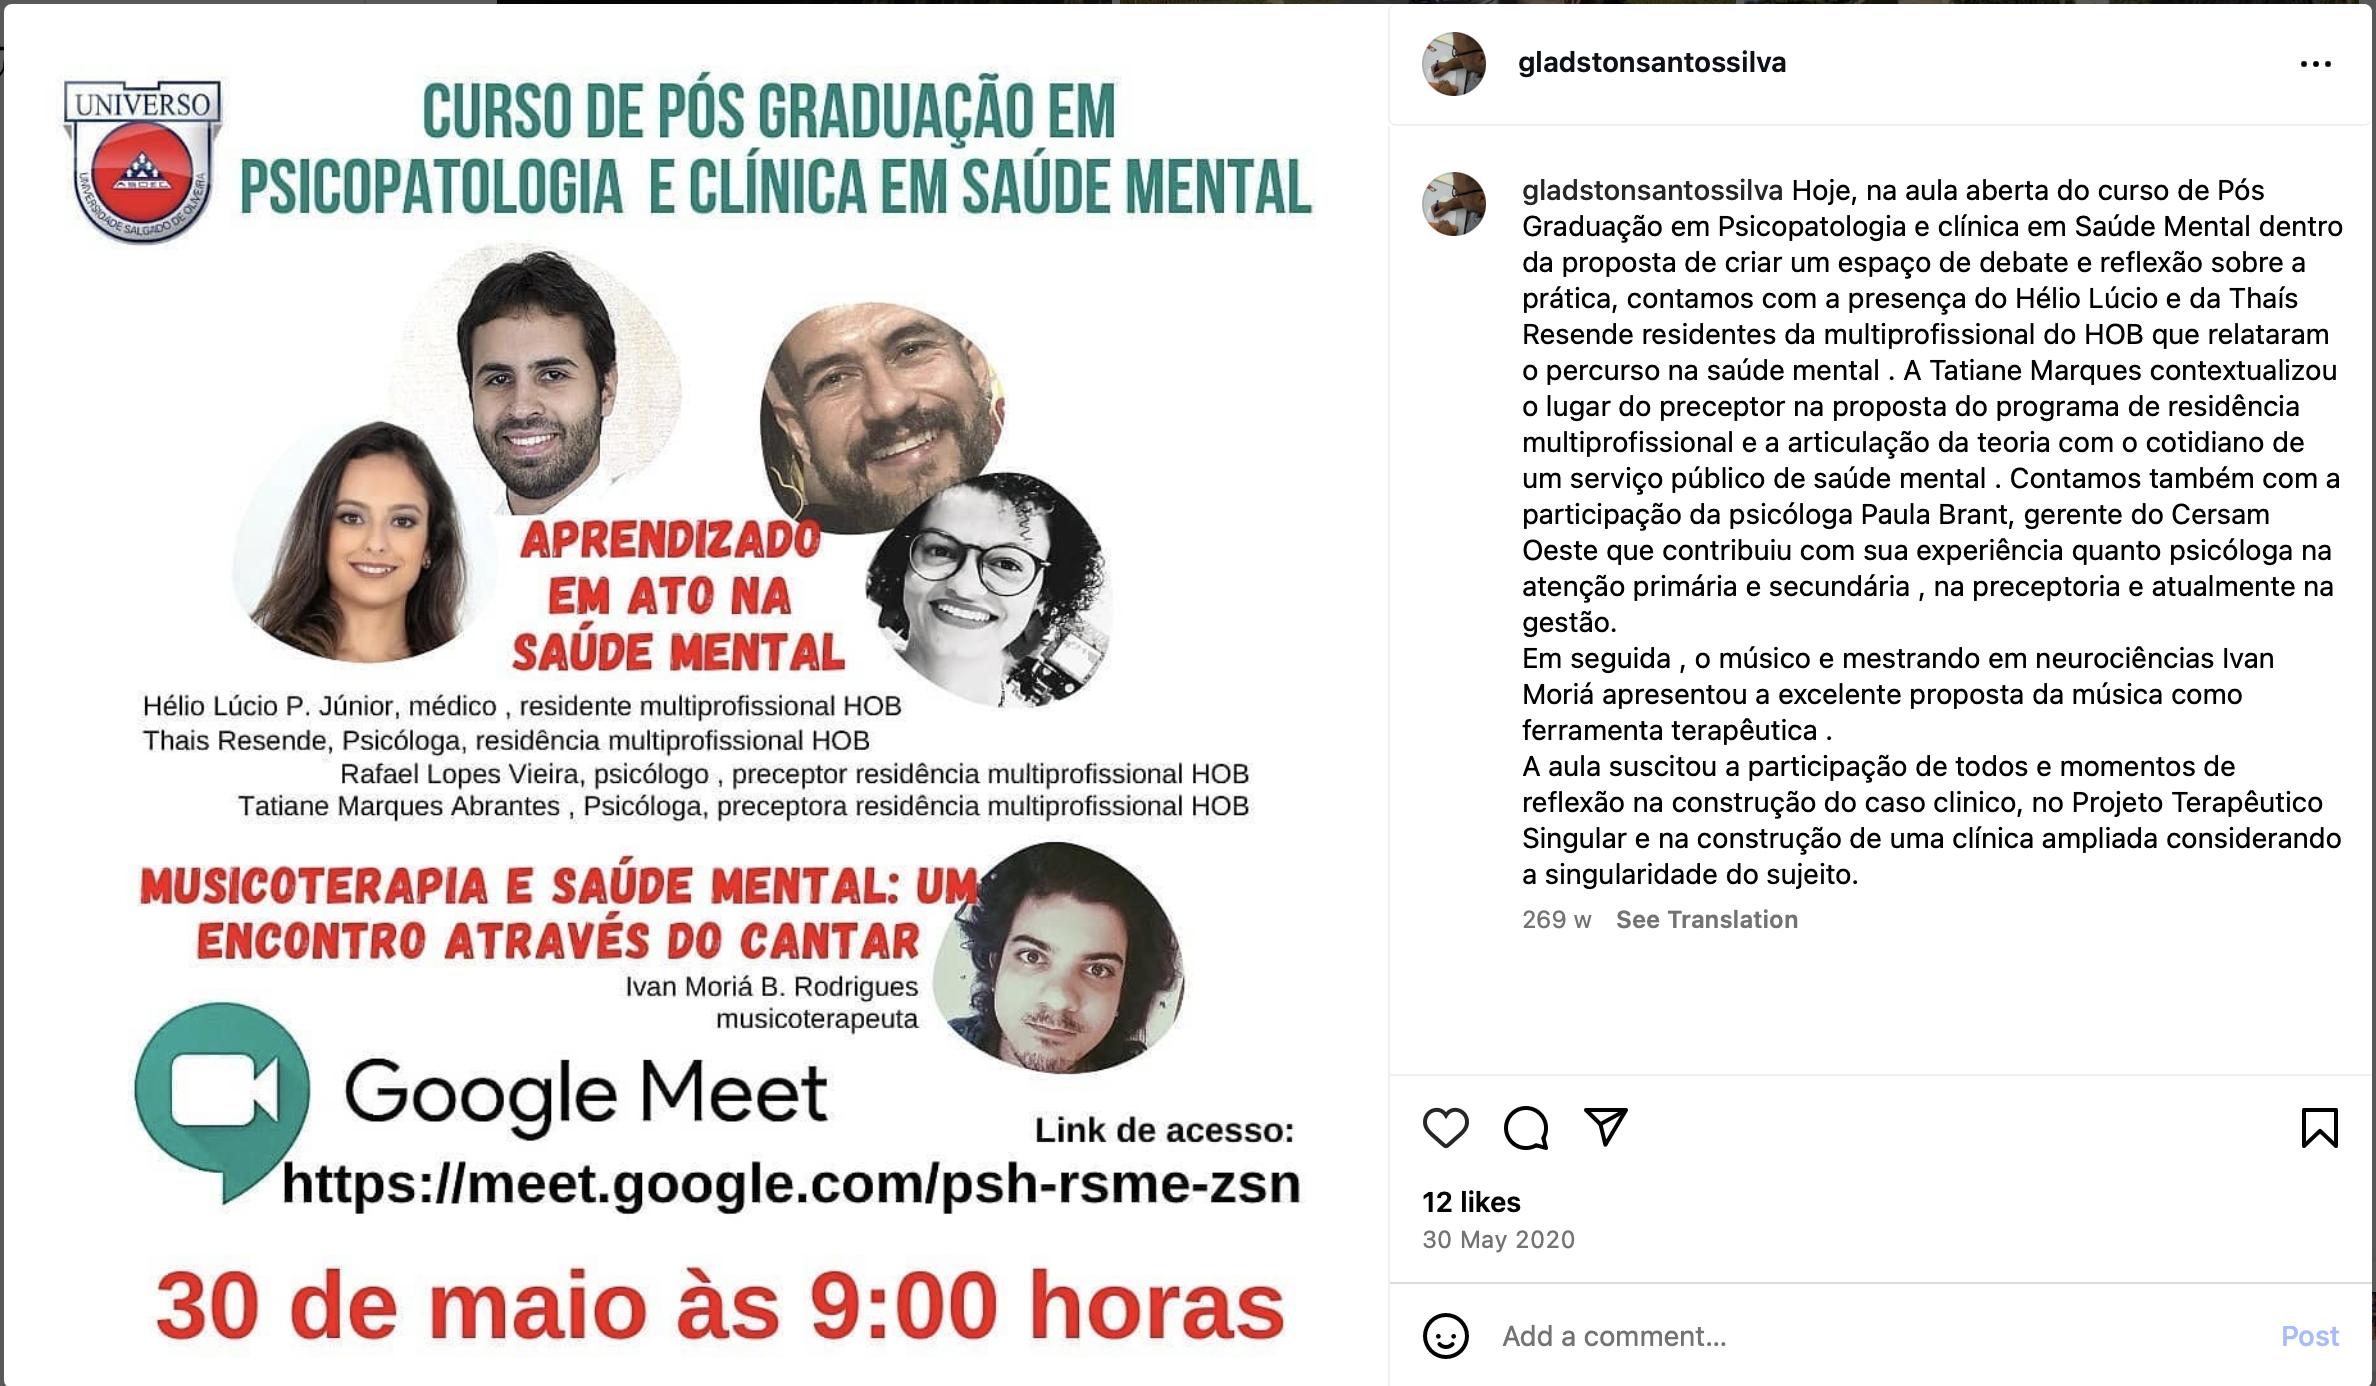 UNIVERSO
ASOEC
UNIVERSIDADE SALGADO DE OLIVEIRA
CURSO DE PÓS GRADUAÇÃO EM
PSICOPATOLOGIA E CLÍNICA EM SAÚDE MENTAL
APRENDIZADO
EM ATO NA
SAÚDE MENTAL
Hélio Lúcio P. Júnior, médico , residente multiprofissional HOB
Thais Resende, Psicóloga, residência multiprofissional HOB
Rafael Lopes Vieira, psicólogo , preceptor residência multiprofissional HOB
Tatiane Marques Abrantes , Psicóloga, preceptora residência multiprofissional HOB
MUSICOTERAPIA E SAÚDE MENTAL: UM
ENCONTRO ATRAVÉS DO CANTAR
Ivan Moriá B. Rodrigues
musicoterapeuta
Google Meet
Link de acesso:
https://meet.google.com/psh-rsme-zsn
30 de maio às 9:00 horas
gladstonsantossilva
gladstonsantossilva Hoje, na aula aberta do curso de Pós
Graduação em Psicopatologia e clínica em Saúde Mental dentro
da proposta de criar um espaço de debate e reflexão sobre a
prática, contamos com a presença do Hélio Lúcio e da Thaís
Resende residentes da multiprofissional do HOB que relataram
o percurso na saúde mental . A Tatiane Marques contextualizou
o lugar do preceptor na proposta do programa de residência
multiprofissional e a articulação da teoria com o cotidiano de
um serviço público de saúde mental . Contamos também com a
participação da psicóloga Paula Brant, gerente do Cersam
Oeste que contribuiu com sua experiência quanto psicóloga na
atenção primária e secundária , na preceptoria e atualmente na
gestão.
Em seguida , o músico e mestrando em neurociências Ivan
Moriá apresentou a excelente proposta da música como
ferramenta terapêutica .
A aula suscitou a participação de todos e momentos de
reflexão na construção do caso clinico, no Projeto Terapêutico
Singular e na construção de uma clínica ampliada considerando
a singularidade do sujeito.
269 w See Translation
12 likes
30 May 2020
Add a comment...
Post